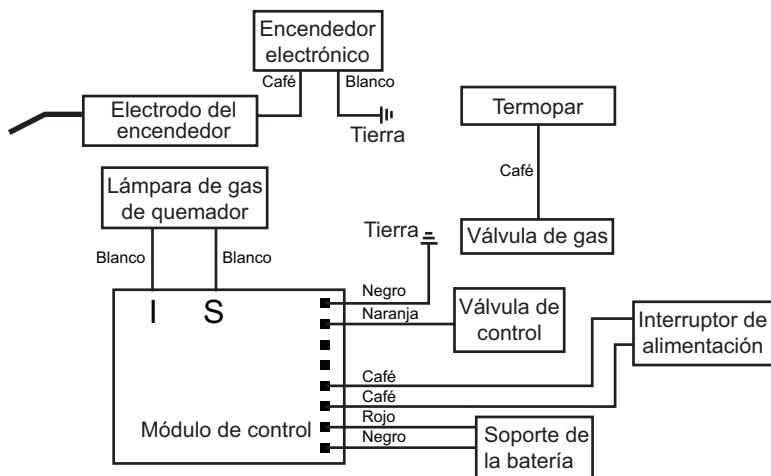 Encendedor
electrónico
Café
Blanco
Electrodo del
encendedor
Tierra
Termopar
Café
Válvula de gas
Lámpara de gas
de quemador
Blanco
Blanco
Tierra
I
S
Negro
Naranja
Válvula de
control
Interruptor de
alimentación
Café
Café
Rojo
Negro
Módulo de control
Soporte de
la batería